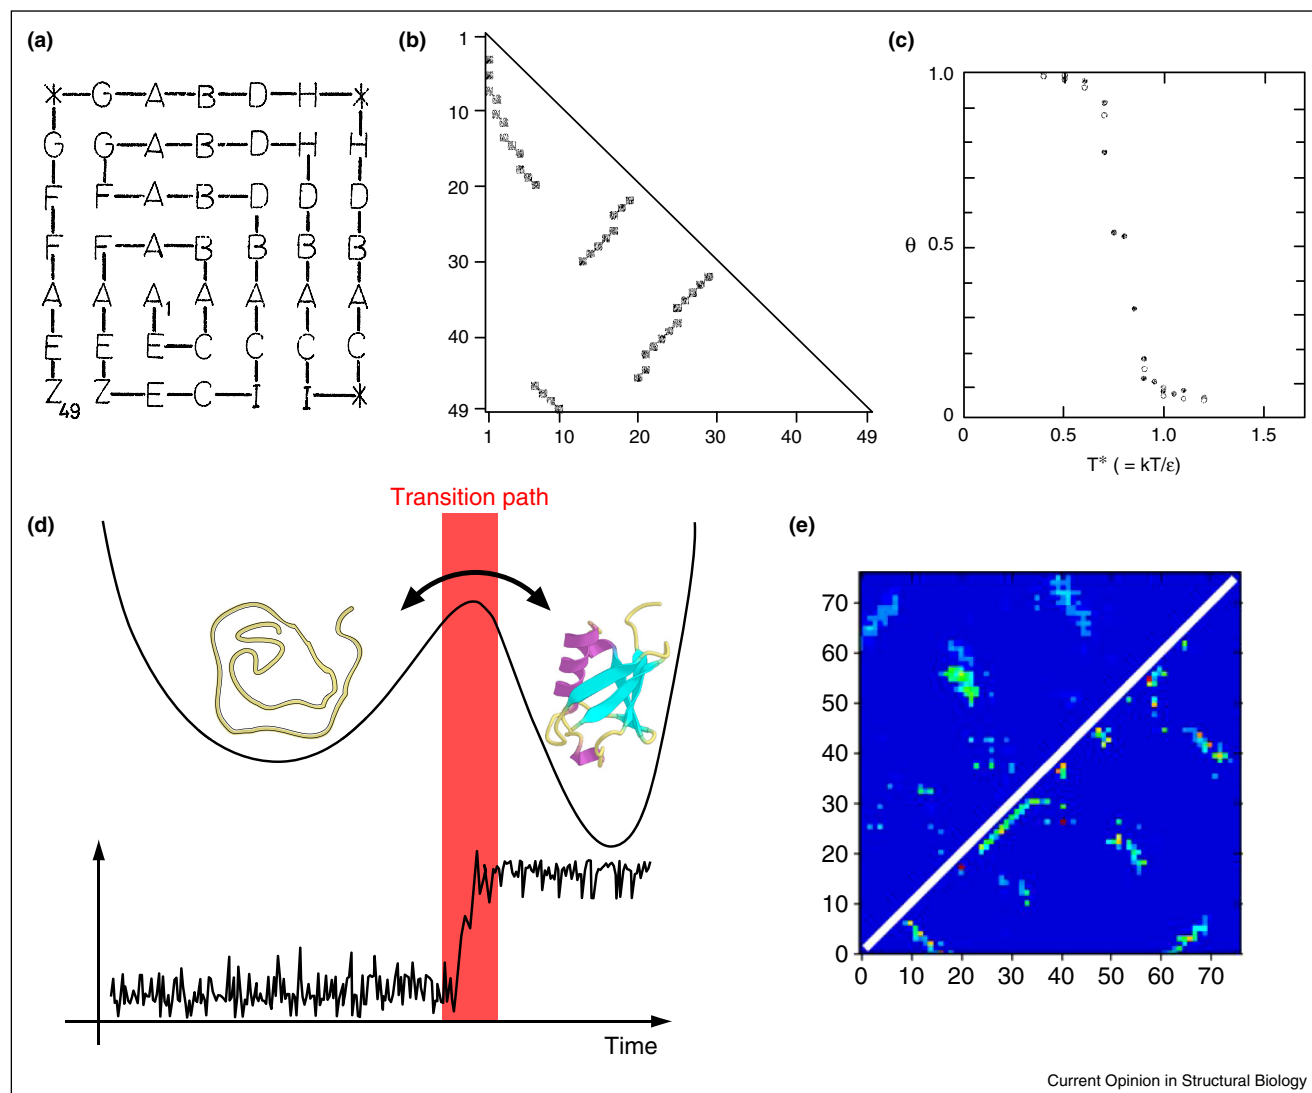 (a)
* G A B D H *
G G A B D H H
F F A B D D D
F F A B B B B
A A A1 A A A A
E E E C C C C
Z49 Z E C I I *
(b)
1
10
20
30
40
49
1 10 20 30 40 49
(c)
1.0
θ 0.5
0
0 0.5 1.0 1.5
T* ( = kT/ε)
(d)
Transition path
Time
(e)
70
60
50
40
30
20
10
0
0 10 20 30 40 50 60 70
Current Opinion in Structural Biology